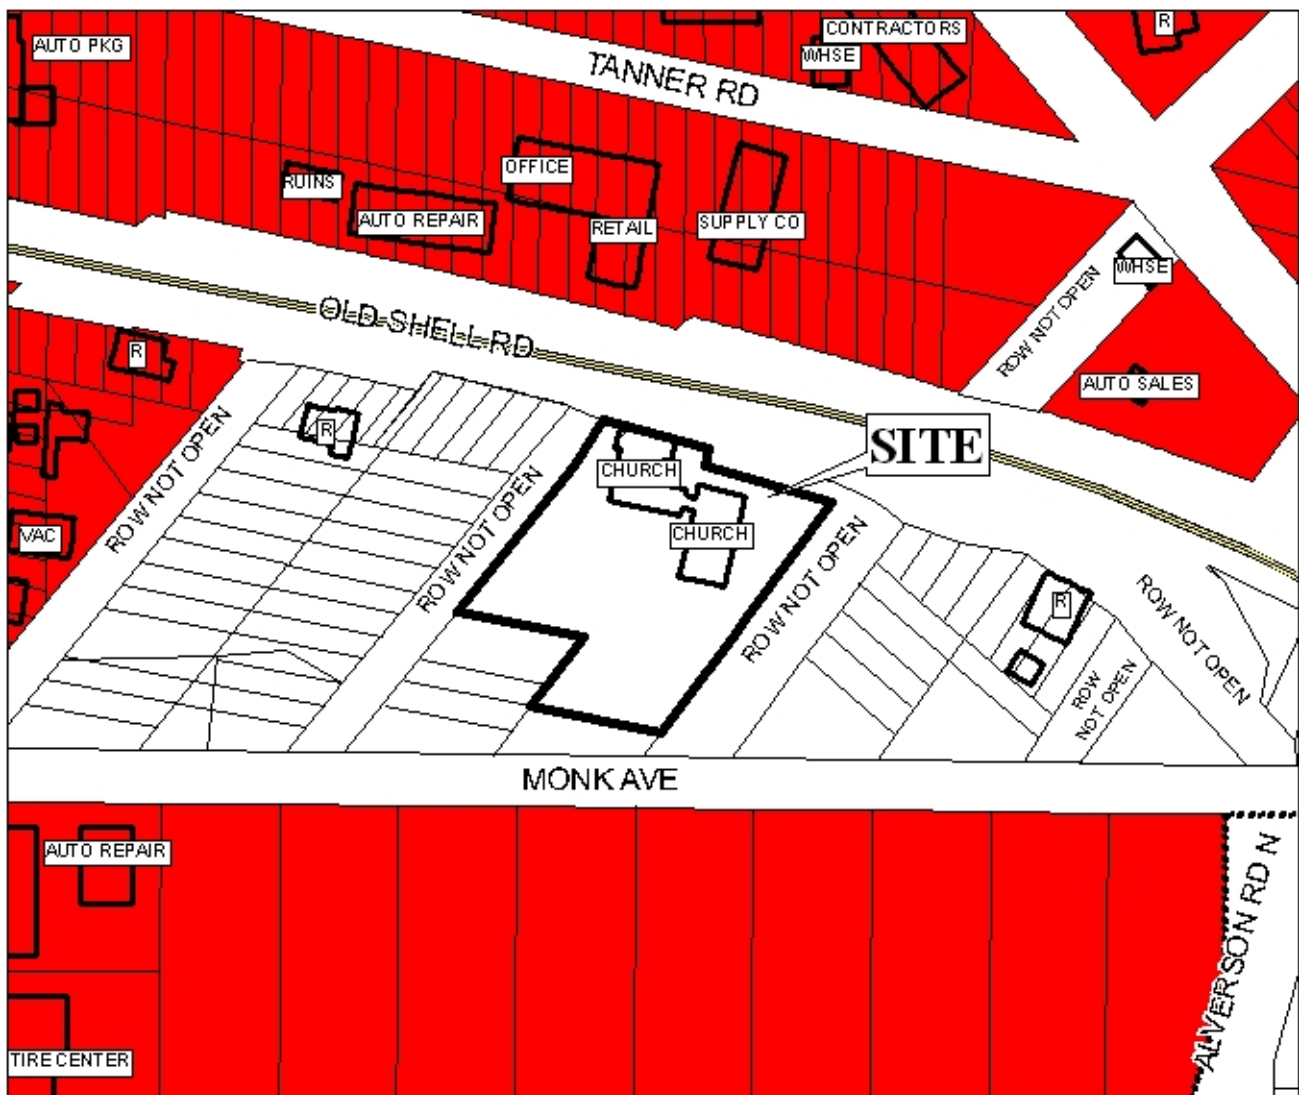 CONTRACTORS
R
AUTO PKG
WHSE
TANNER RD
OFFICE
RUINS
AUTO REPAIR
RETAIL
SUPPLY CO
WHSE
ROW NOT OPEN
OLD SHELL RD
R
AUTO SALES
R
SITE
CHURCH
ROW NOT OPEN
ROW NOT OPEN
CHURCH
VAC
ROW NOT OPEN
R
ROW NOT OPEN
ROW
NOT OPEN
MONK AVE
AUTO REPAIR
ALVERSON RD N
TIRE CENTER